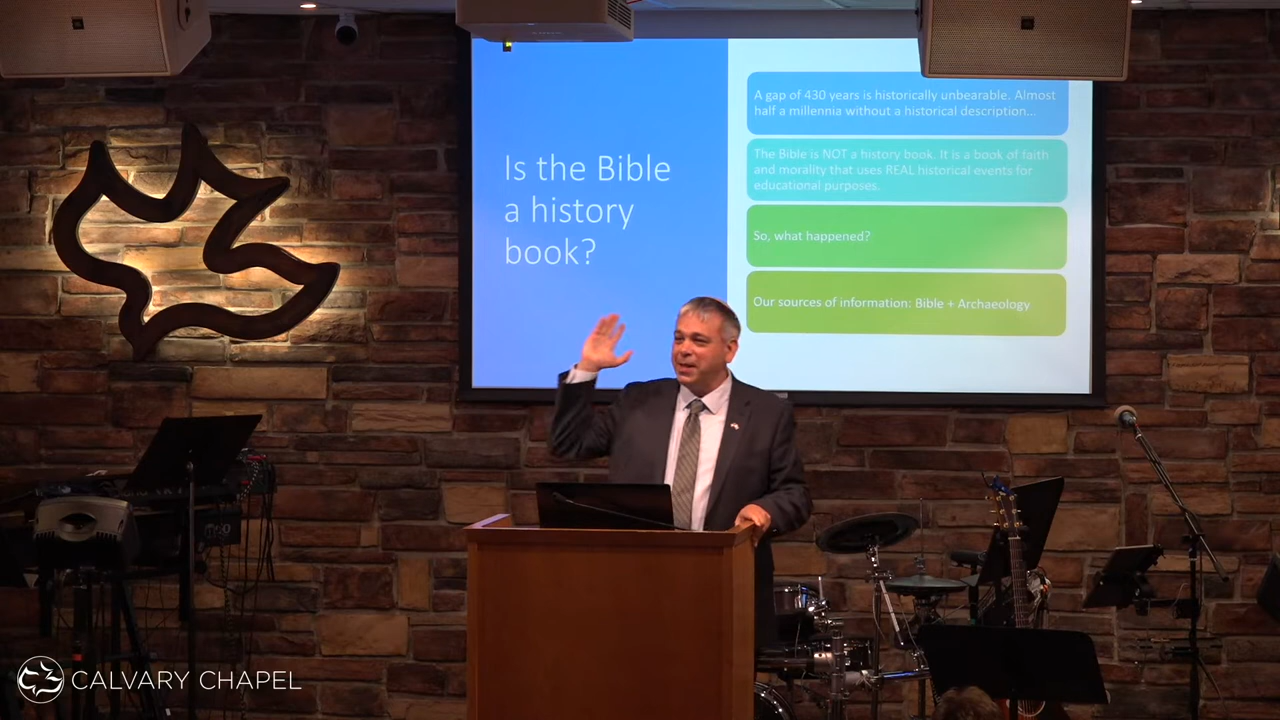 Is the Bible
a history
book?
A gap of 430 years is historically unbearable. Almost
half a millennia without a historical description...
The Bible is NOT a history book. It is a book of faith
and morality that uses REAL historical events for
educational purposes.
So, what happened?
Our sources of information: Bible + Archaeology
CALVARY CHAPEL